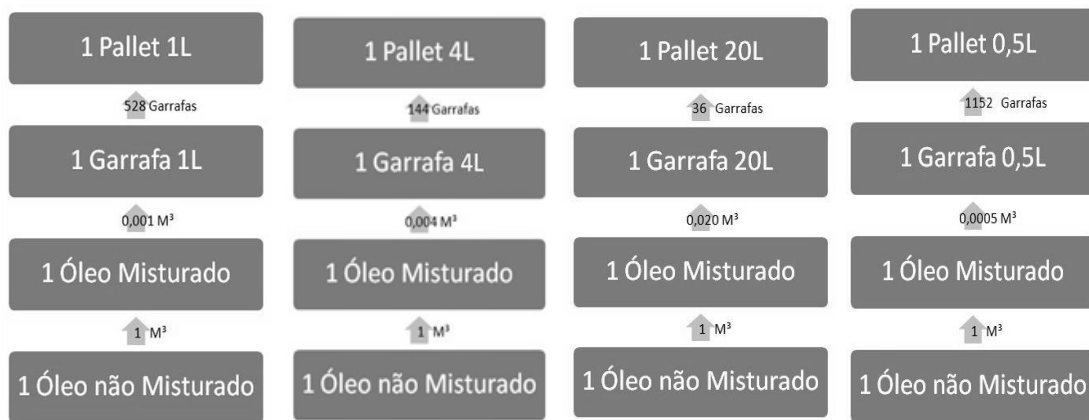 1 Pallet 1L
528 Garrafas
1 Garrafa 1L
0,001 M³
1 Óleo Misturado
1 M³
1 Óleo não Misturado
1 Pallet 4L
144 Garrafas
1 Garrafa 4L
0,004 M³
1 Óleo Misturado
1 M³
1 Óleo não Misturado
1 Pallet 20L
36 Garrafas
1 Garrafa 20L
0,020 M³
1 Óleo Misturado
1 M³
1 Óleo não Misturado
1 Pallet 0,5L
1152 Garrafas
1 Garrafa 0,5L
0,0005 M³
1 Óleo Misturado
1 M³
1 Óleo não Misturado